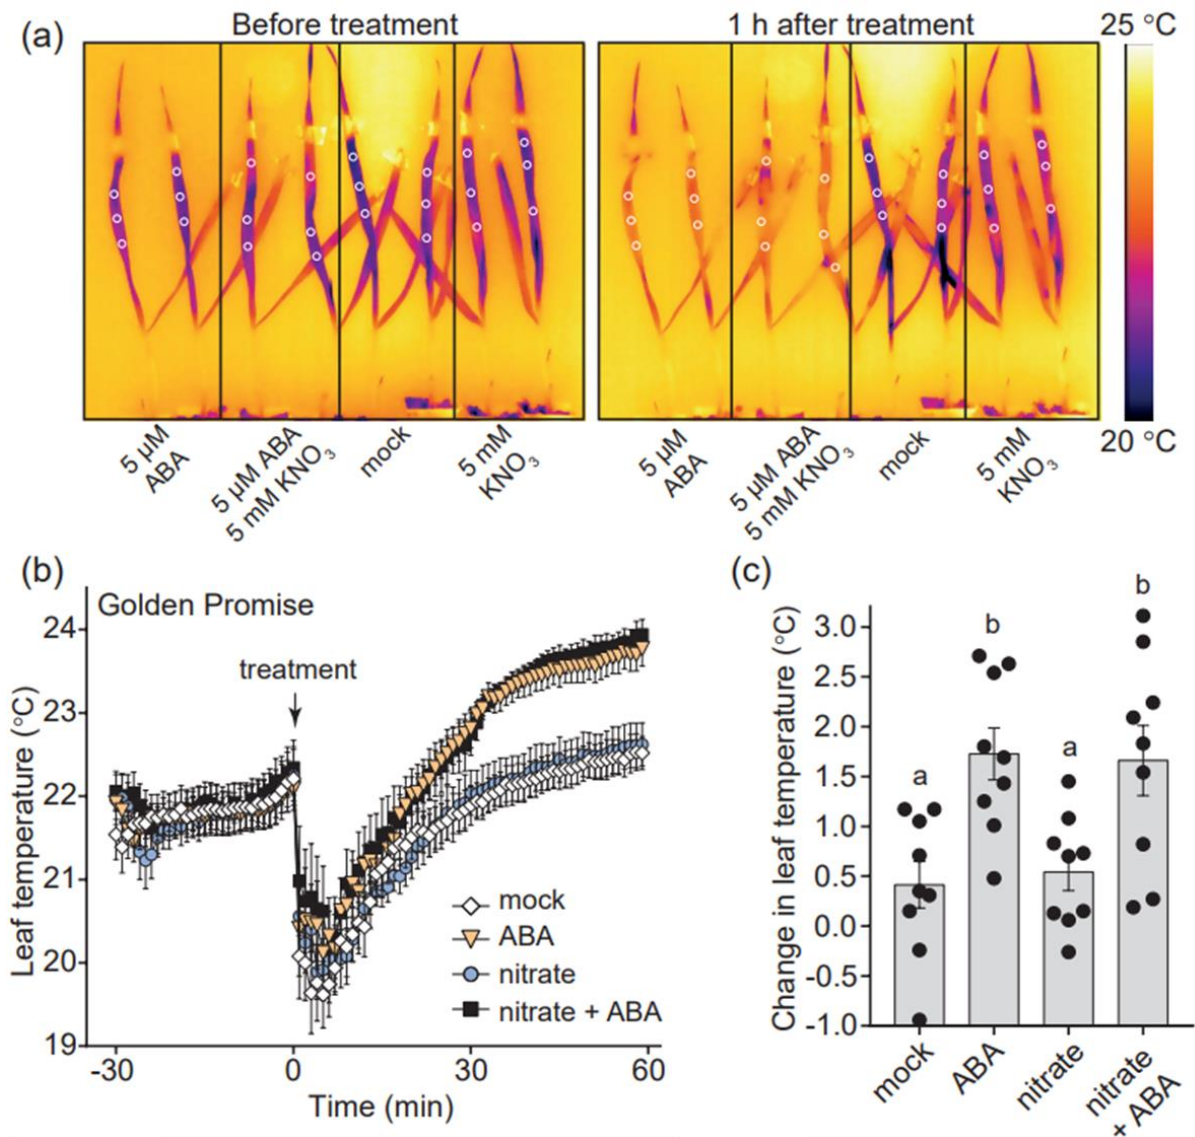 (a)
Before treatment
1 h after treatment
25 °C
20 °C
5 µM
ABA
5 µM ABA
5 mM KNO₃
mock
5 mM
KNO₃
5 µM
ABA
5 µM ABA
5 mM KNO₃
mock
5 mM
KNO₃
(b)
Golden Promise
treatment
Leaf temperature (°C)
24
23
22
21
20
19
-30
0
30
60
Time (min)
mock
ABA
nitrate
nitrate + ABA
(c)
Change in leaf temperature (°C)
3.0
2.5
2.0
1.5
1.0
0.5
0.0
-0.5
-1.0
a
b
a
b
mock
ABA
nitrate
nitrate
+ ABA